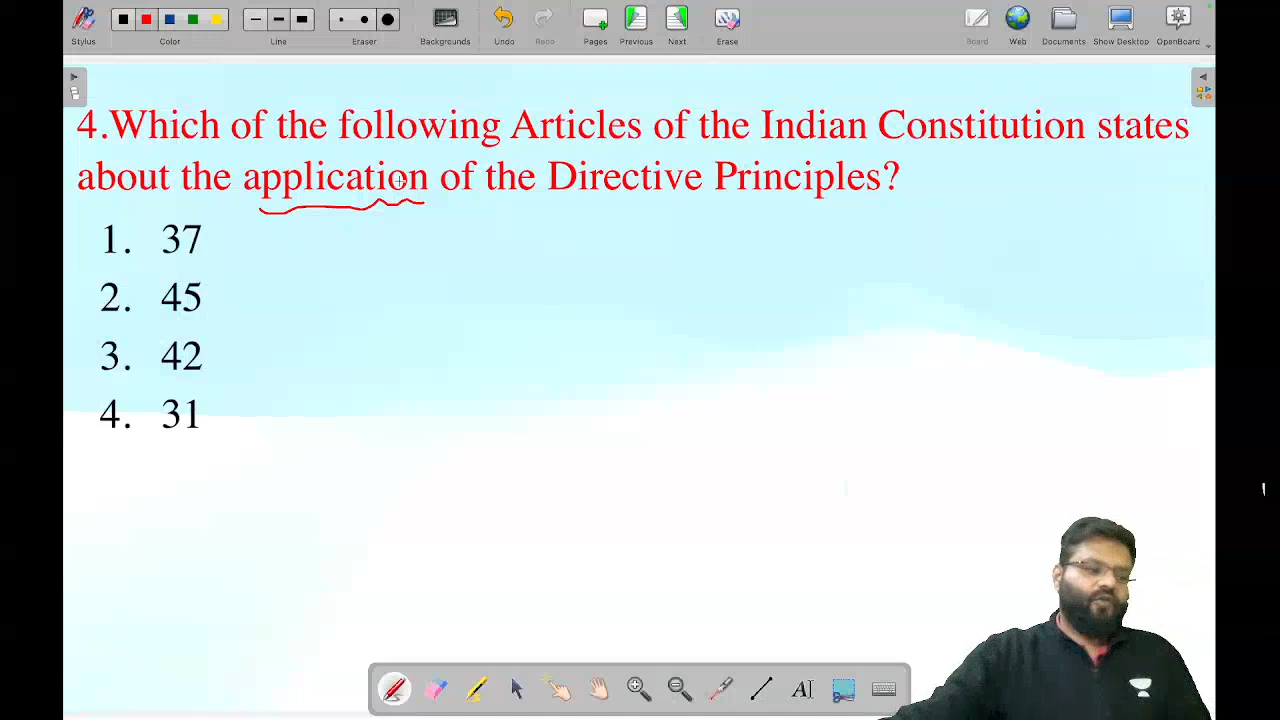 Stylus
Color
Line
Eraser
Backgrounds
Undo
Redo
Pages
Previous
Next
Erase
Board
Web
Documents
Show Desktop
OpenBoard
4.Which of the following Articles of the Indian Constitution states
about the application of the Directive Principles?
1. 37
2. 45
3. 42
4. 31